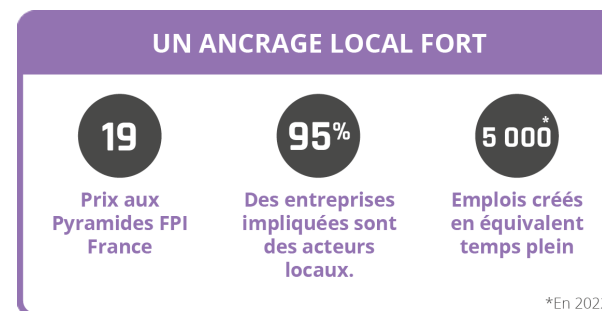 UN ANCRAGE LOCAL FORT
19
95%
5 000*
Prix aux
Pyramides FPI
France
Des entreprises
impliquées sont
des acteurs
locaux.
Emplois créés
en équivalent
temps plein
*En